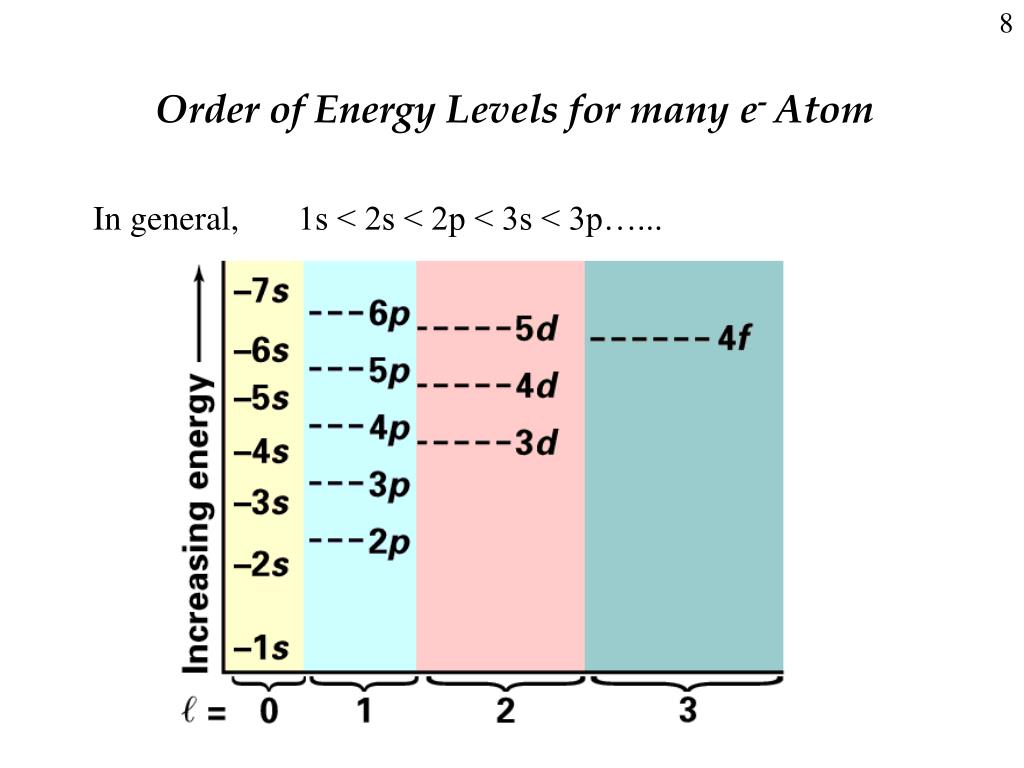 8
Order of Energy Levels for many e- Atom
In general, 1s < 2s < 2p < 3s < 3p…...
Increasing energy
–7s
6p
5d
4f
–6s
5p
4d
–5s
4p
3d
–4s
3p
–3s
2p
–2s
–1s
ℓ = 0 1 2 3